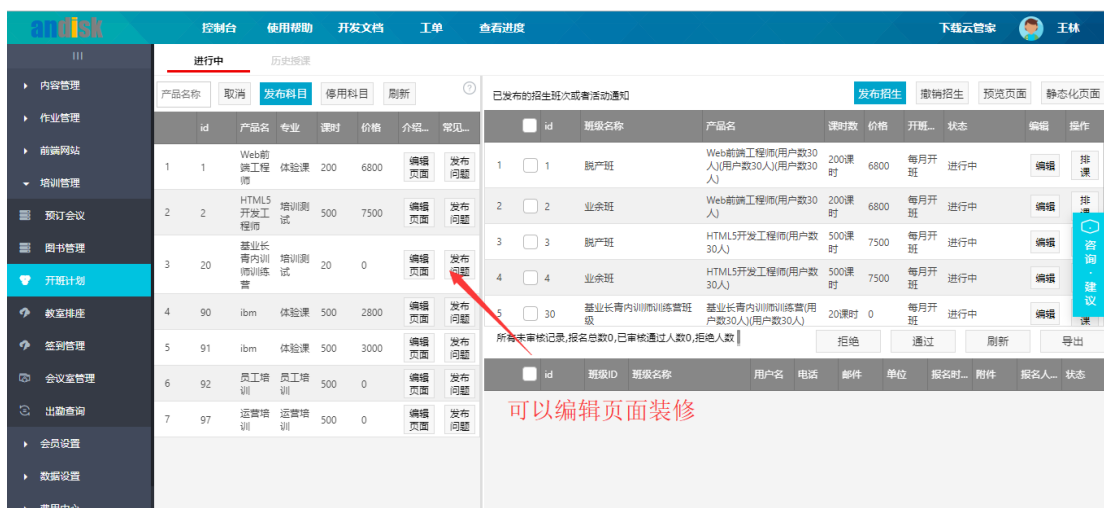 andisk 控制台 使用帮助 开发文档 工单 查看进度 下载云管家 王林
内容管理
作业管理
前端网站
培训管理
预订会议
图书管理
开班计划
教室排座
签到管理
会议室管理
出勤查询
会员设置
数据设置
费用中心
进行中 历史授课
产品名称 取消 发布科目 停用科目 刷新
id 产品名 专业 课时 价格 介绍... 常见...
1 1 Web前端工程师 体验课 200 6800 编辑页面 发布问题
2 2 HTML5开发工程师 培训测试 500 7500 编辑页面 发布问题
3 20 基业长青内训师训练营 培训测试 20 0 编辑页面 发布问题
4 90 ibm 体验课 500 2800 编辑页面 发布问题
5 91 ibm 体验课 500 3000 编辑页面 发布问题
6 92 员工培训 员工培训 500 0 编辑页面 发布问题
7 97 运营培训 运营培训 500 0 编辑页面 发布问题
已发布的招生班次或者活动通知 发布招生 撤销招生 预览页面 静态化页面
id 班级名称 产品名 课时数 价格 开班... 状态 编辑 操作
1 1 脱产班 Web前端工程师(用户数30人)(用户数30人)(用户数30人) 200课时 6800 每月开班 进行中 编辑 排课
2 2 业余班 Web前端工程师(用户数30人) 200课时 6800 每月开班 进行中 编辑 排课
3 3 脱产班 HTML5开发工程师(用户数30人) 500课时 7500 每月开班 进行中 编辑
4 4 业余班 HTML5开发工程师(用户数30人) 500课时 7500 每月开班 进行中 编辑
5 30 基业长青内训师训练营班级 基业长青内训师训练营(用户数30人)(用户数30人) 20课时 0 每月开班 进行中 编辑 课
咨询·建议
所有未审核记录,报名总数0,已审核通过人数0,拒绝人数 拒绝 通过 刷新 导出
id 班级ID 班级名称 用户名 电话 邮件 单位 报名时... 附件 报名人... 状态
可以编辑页面装修